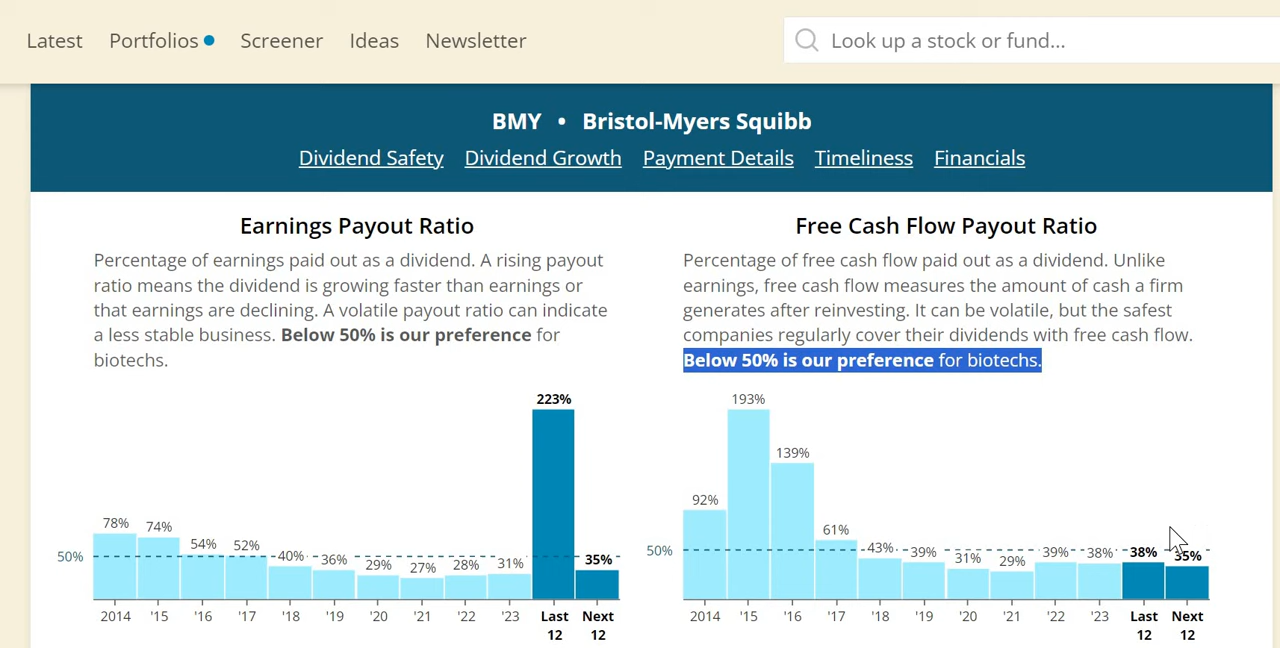 Latest Portfolios Screener Ideas Newsletter
Look up a stock or fund...
BMY • Bristol-Myers Squibb
Dividend Safety Dividend Growth Payment Details Timeliness Financials
Earnings Payout Ratio
Percentage of earnings paid out as a dividend. A rising payout
ratio means the dividend is growing faster than earnings or
that earnings are declining. A volatile payout ratio can indicate
a less stable business. Below 50% is our preference for
biotechs.
223%
78% 74% 54% 52% 40% 36% 29% 27% 28% 31% 35%
50%
2014 '15 '16 '17 '18 '19 '20 '21 '22 '23 Last Next
12 12
Free Cash Flow Payout Ratio
Percentage of free cash flow paid out as a dividend. Unlike
earnings, free cash flow measures the amount of cash a firm
generates after reinvesting. It can be volatile, but the safest
companies regularly cover their dividends with free cash flow.
Below 50% is our preference for biotechs.
193%
139%
92%
61%
50% 43% 39% 31% 29% 39% 38% 38% 35%
2014 '15 '16 '17 '18 '19 '20 '21 '22 '23 Last Next
12 12